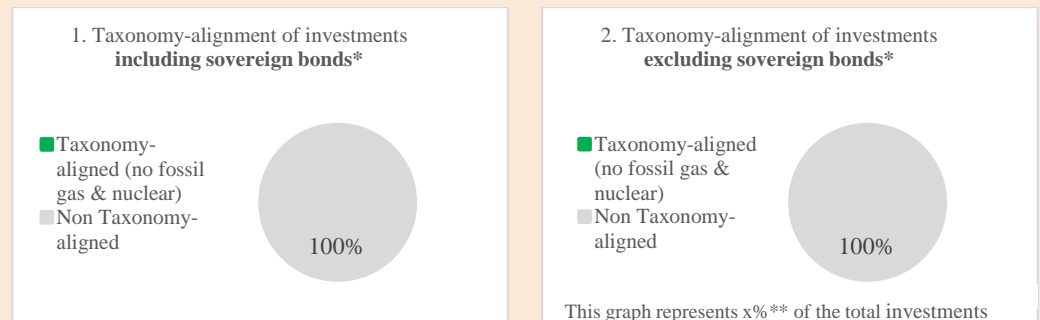 1. Taxonomy-alignment of investments
including sovereign bonds*
Taxonomy-
aligned (no fossil
gas & nuclear)
Non Taxonomy-
aligned
100%
2. Taxonomy-alignment of investments
excluding sovereign bonds*
Taxonomy-aligned
(no fossil gas &
nuclear)
Non Taxonomy-
aligned
100%
This graph represents x%** of the total investments